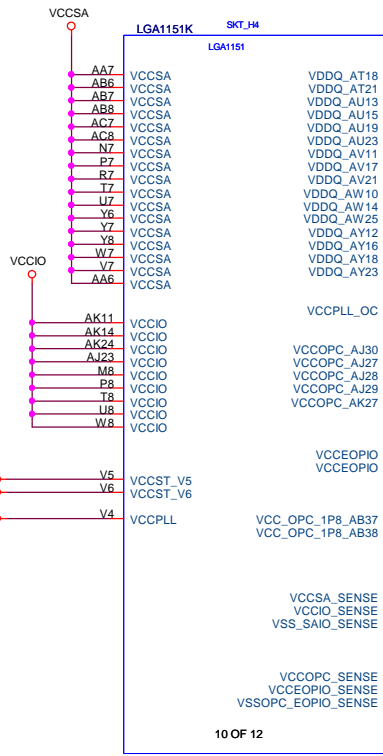 VCCSA
LGA1151K SKT_H4
LGA1151
AA7 VCCSA VDDQ_AT18
AB6 VCCSA VDDQ_AT21
AB7 VCCSA VDDQ_AU13
AB8 VCCSA VDDQ_AU15
AC7 VCCSA VDDQ_AU19
AC8 VCCSA VDDQ_AU23
N7 VCCSA VDDQ_AV11
P7 VCCSA VDDQ_AV17
R7 VCCSA VDDQ_AV21
T7 VCCSA VDDQ_AW10
U7 VCCSA VDDQ_AW14
Y6 VCCSA VDDQ_AW25
Y7 VCCSA VDDQ_AY12
Y8 VCCSA VDDQ_AY16
W7 VCCSA VDDQ_AY18
V7 VCCSA VDDQ_AY23
AA6 VCCSA
VCCIO
VCCPLL_OC
AK11 VCCIO
AK14 VCCIO
AK24 VCCIO VCCOPC_AJ30
AJ23 VCCIO VCCOPC_AJ27
M8 VCCIO VCCOPC_AJ28
P8 VCCIO VCCOPC_AJ29
T8 VCCIO VCCOPC_AK27
U8 VCCIO
W8 VCCIO
VCCEOPIO
VCCEOPIO
V5 VCCST_V5
V6 VCCST_V6
V4 VCCPLL VCC_OPC_1P8_AB37
VCC_OPC_1P8_AB38
VCCSA_SENSE
VCCIO_SENSE
VSS_SAIO_SENSE
VCCOPC_SENSE
VCCEOPIO_SENSE
VSSOPC_EOPIO_SENSE
10 OF 12